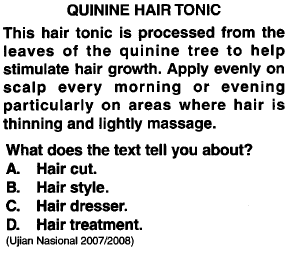 QUININE HAIR TONIC
This hair tonic is processed from the
leaves of the quinine tree to help
stimulate hair growth. Apply evenly on
scalp every morning or evening
particularly on areas where hair is
thinning and lightly massage.
What does the text tell you about?
A. Hair cut.
B. Hair style.
C. Hair dresser.
D. Hair treatment.
(Ujian Nasional 2007/2008)